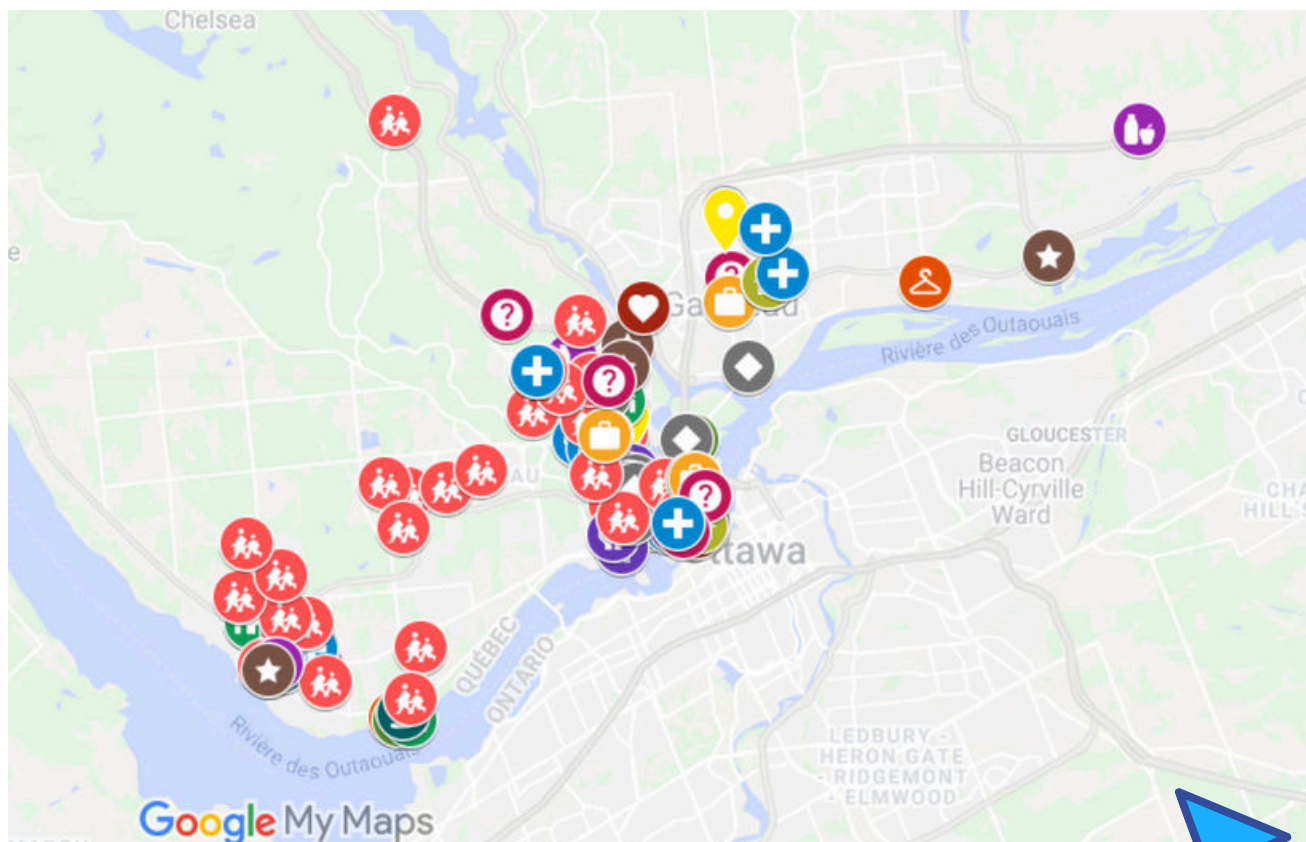 Chelsea
Rivière des Outaouais
GLOUCESTER
Beacon
Hill-Cyrville
Ward
Ottawa
QUÉBEC
ONTARIO
Rivière des Outaouais
LEDBURY -
HERON GATE
- RIDGEMONT
- ELMWOOD
Google My Maps